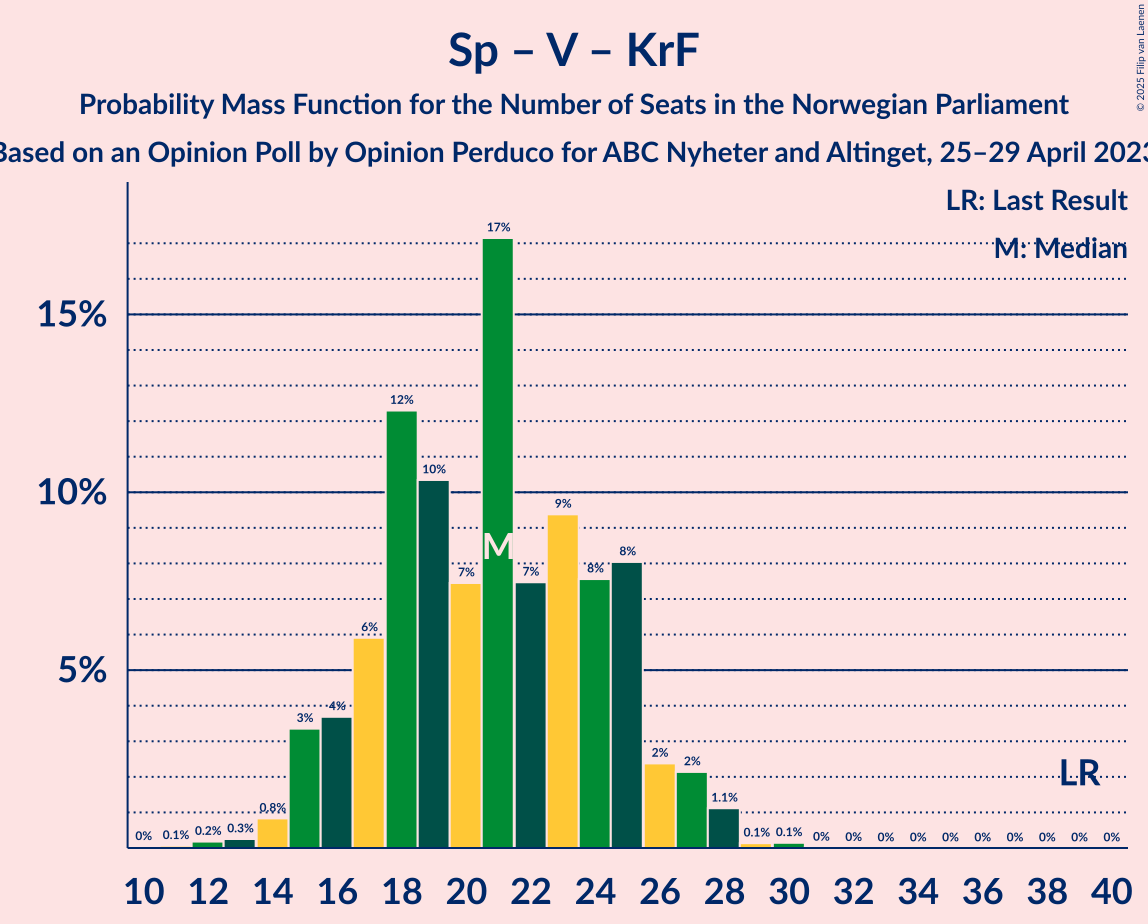 Sp – V – KrF
Probability Mass Function for the Number of Seats in the Norwegian Parliament
Based on an Opinion Poll by Opinion Perduco for ABC Nyheter and Altinget, 25–29 April 2023
© 2025 Filip van Laenen
LR: Last Result
M: Median
15%
10%
5%
0% 0.1% 0.2% 0.3% 0.8% 3% 4% 6% 12% 10% 7% 17% 7% 9% 8% 8% 2% 2% 1.1% 0.1% 0.1% 0% 0% 0% 0% 0% 0% 0% 0% 0% 0%
M
LR
10 12 14 16 18 20 22 24 26 28 30 32 34 36 38 40